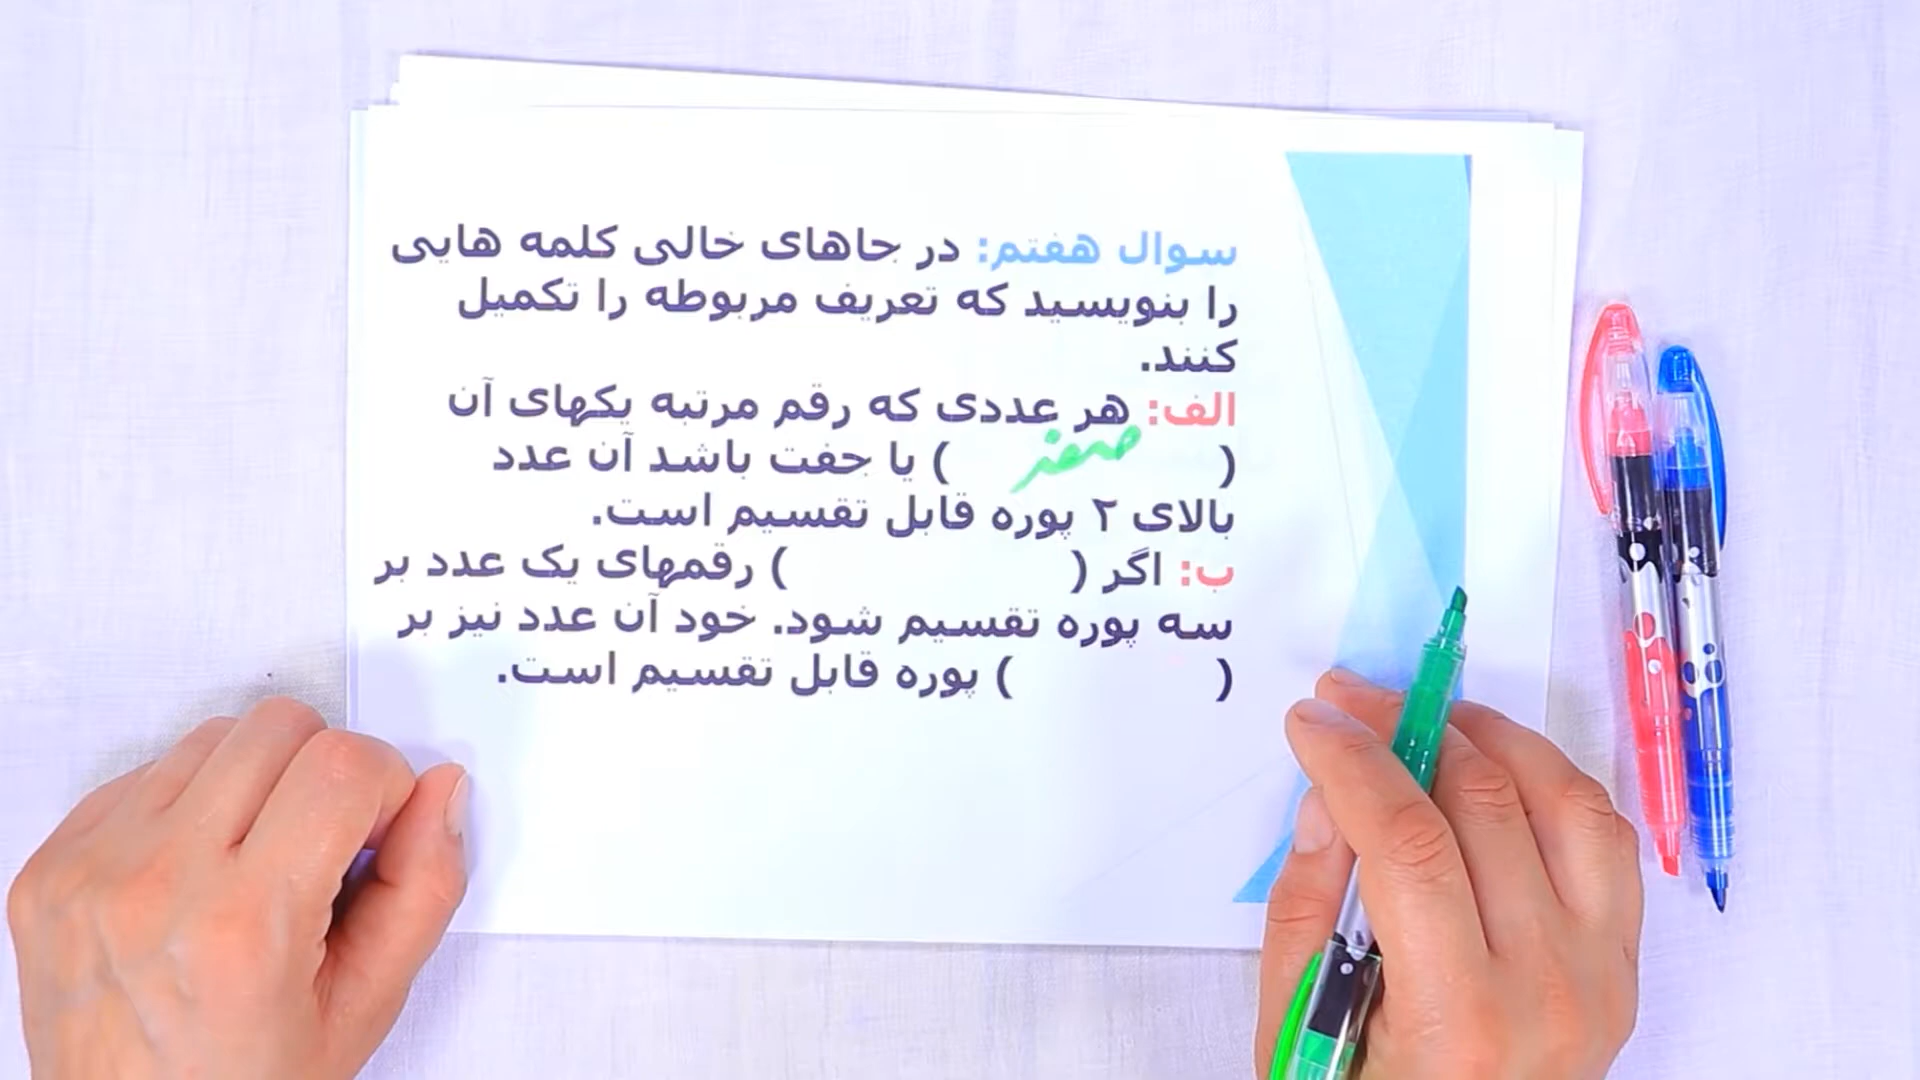 سوال هفتم: در جاهای خالی کلمه هایی
را بنویسید که تعریف مربوطه را تکمیل
کنند.
الف: هر عددی که رقم مرتبه یکهای آن
( صفر ) یا جفت باشد آن عدد
بالای ۲ پوره قابل تقسیم است.
ب: اگر ( ) رقمهای یک عدد بر
سه پوره تقسیم شود. خود آن عدد نیز بر
( ) پوره قابل تقسیم است.